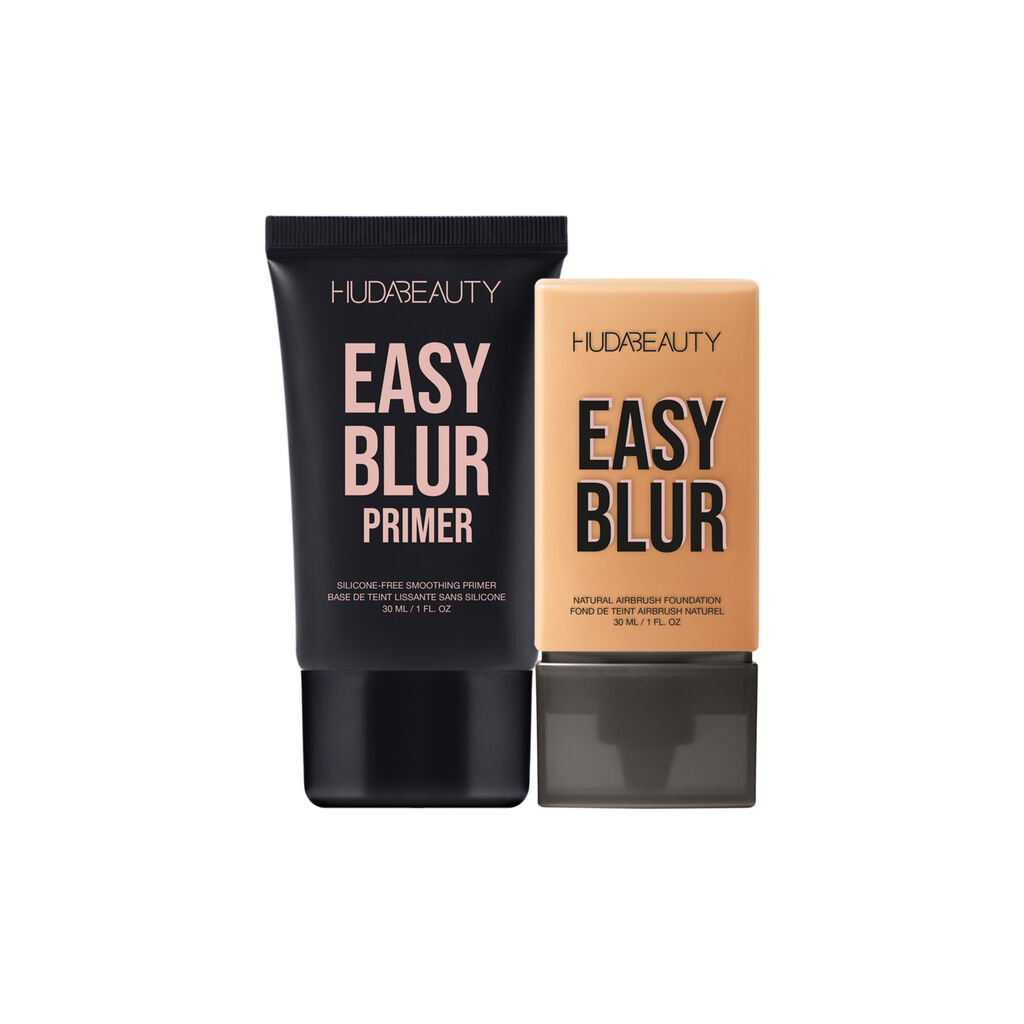 HUDABEAUTY
EASY
BLUR
PRIMER
SILICONE-FREE SMOOTHING PRIMER
BASE DE TEINT LISSANTE SANS SILICONE
30 ML / 1 FL. OZ
HUDABEAUTY
EASY
BLUR
NATURAL AIRBRUSH FOUNDATION
FOND DE TEINT AIRBRUSH NATUREL
30 ML / 1 FL. OZ